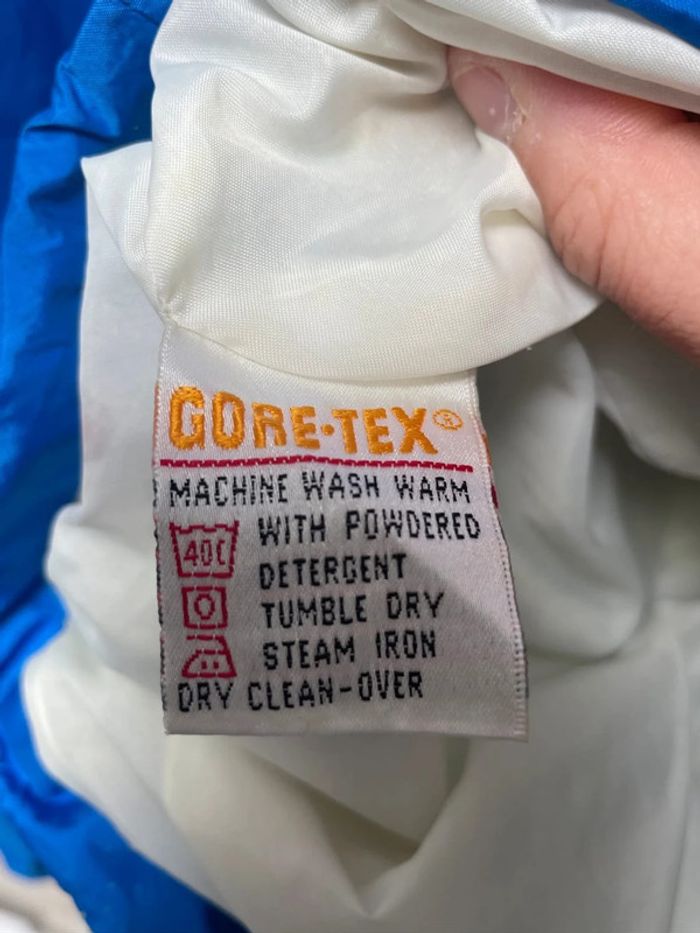 GORE-TEX®
MACHINE WASH WARM
40C WITH POWDERED
DETERGENT
TUMBLE DRY
STEAM IRON
DRY CLEAN-OVER